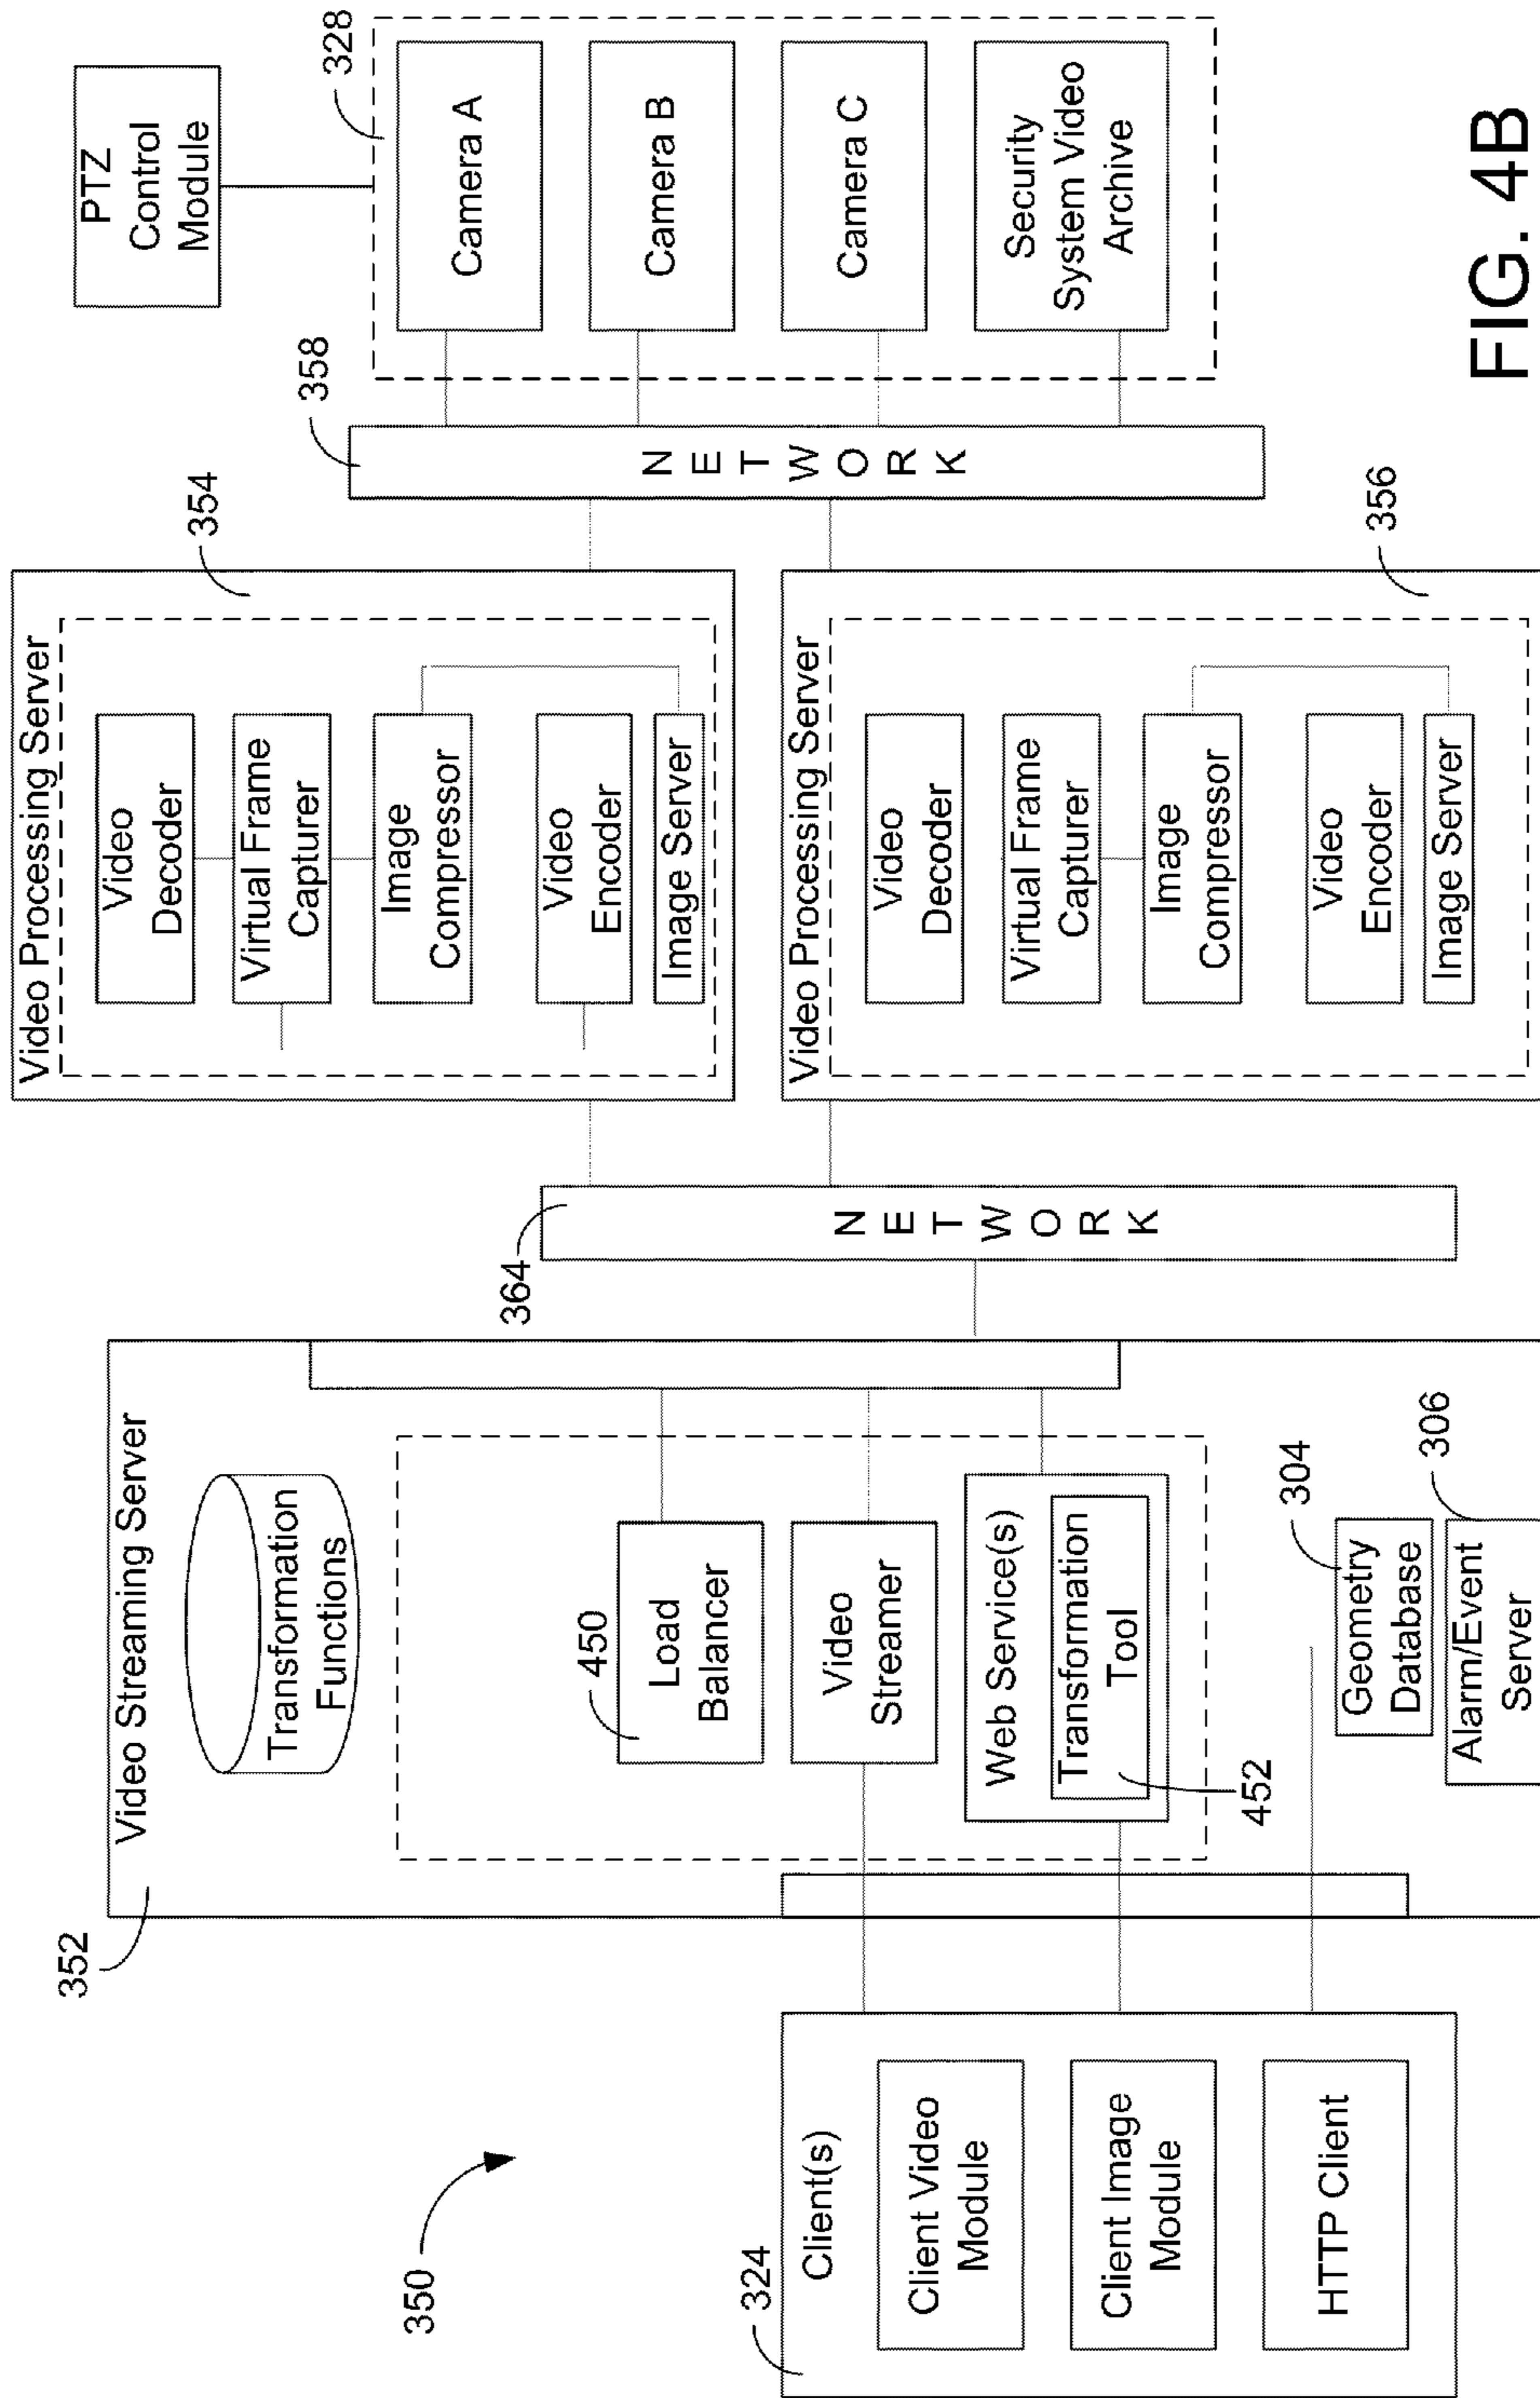 350
324
Client(s)
Client Video
Module
Client Image
Module
HTTP Client
352
Video Streaming Server
Transformation
Functions
450
Load
Balancer
Video
Streamer
Web Service(s)
Transformation
Tool
452
304
Geometry
Database
306
Alarm/Event
Server
364
NETWORK
Video Processing Server
354
Video
Decoder
Virtual Frame
Capturer
Image
Compressor
Video
Encoder
Image Server
Video Processing Server
356
Video
Decoder
Virtual Frame
Capturer
Image
Compressor
Video
Encoder
Image Server
358
NETWORK
PTZ
Control
Module
328
Camera A
Camera B
Camera C
Security
System Video
Archive
FIG. 4B